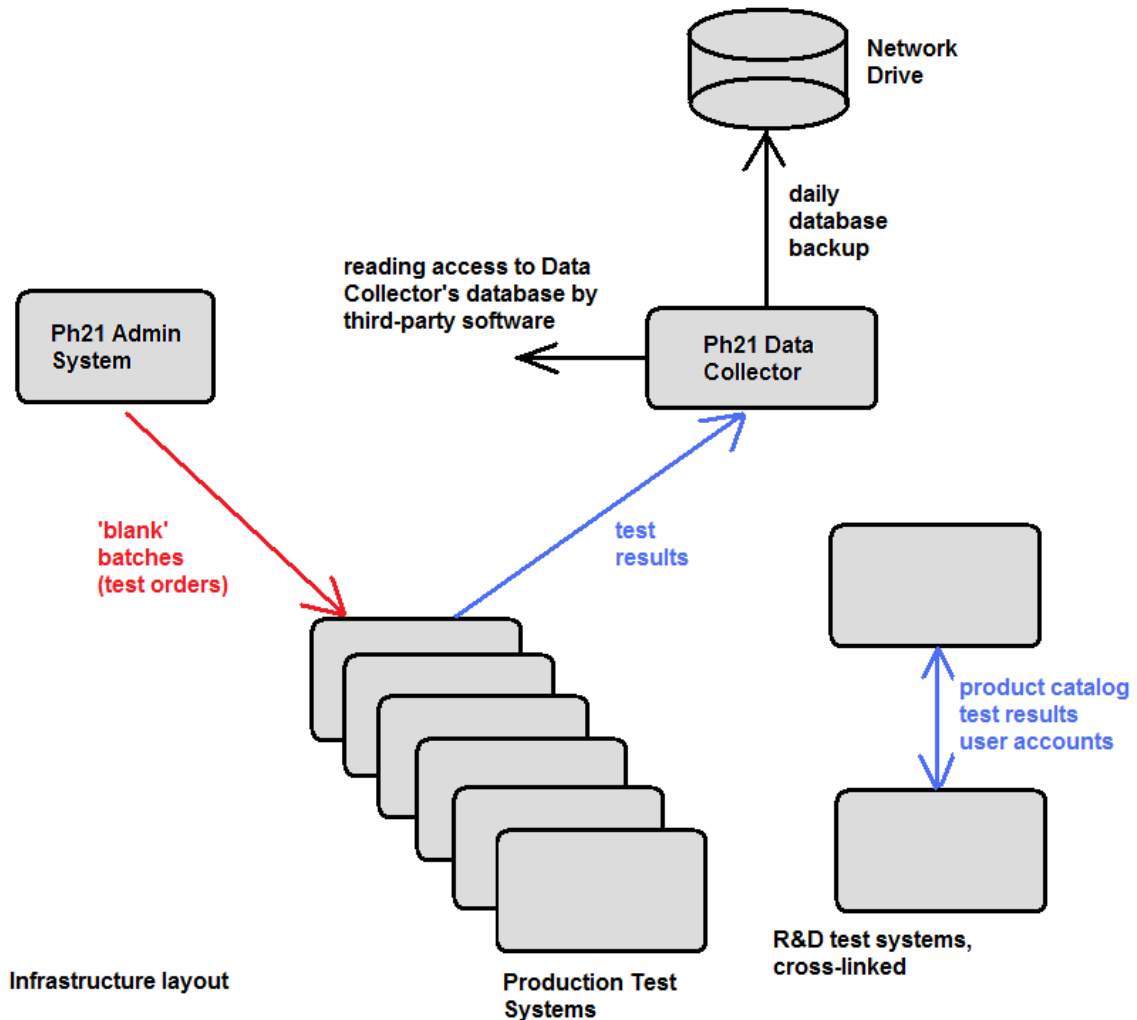 Network
Drive
daily
database
backup
reading access to Data
Collector's database by
third-party software
Ph21 Admin
System
Ph21 Data
Collector
'blank'
batches
(test orders)
test
results
product catalog
test results
user accounts
R&D test systems,
cross-linked
Infrastructure layout
Production Test
Systems